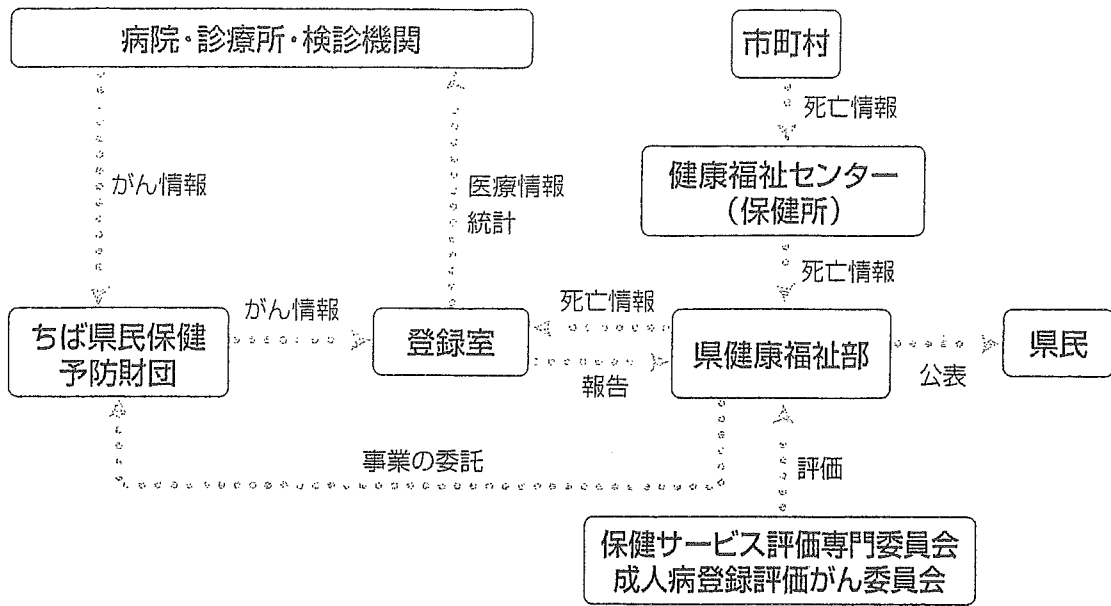 病院・診療所・検診機関
市町村
死亡情報
健康福祉センター
（保健所）
がん情報
医療情報
統計
死亡情報
ちば県民保健
予防財団
がん情報
登録室
死亡情報
報告
県健康福祉部
公表
県民
事業の委託
評価
保健サービス評価専門委員会
成人病登録評価がん委員会